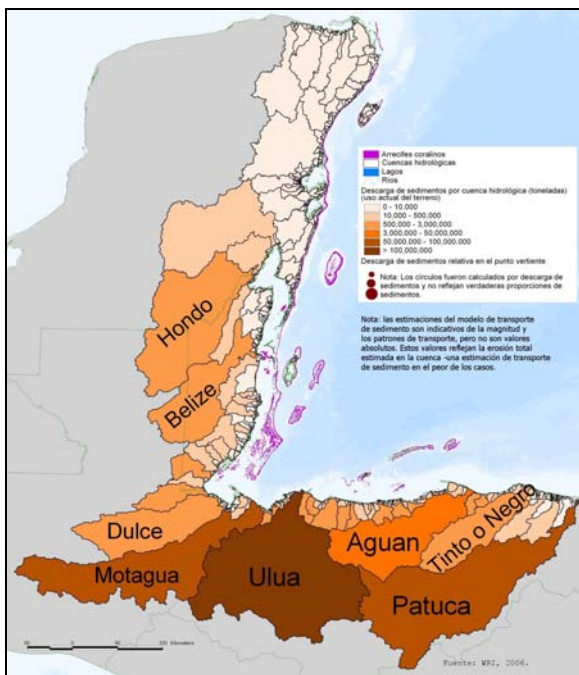 Arrecifes coralinos
Cuencas hidrológicas
Lagos
Ríos
Descarga de sedimentos por cuenca hidrológica (toneladas)
(uso actual del terreno)
0 - 10,000
10,000 - 500,000
500,000 - 3,000,000
3,000,000 - 50,000,000
50,000,000 - 100,000,000
> 100,000,000
Descarga de sedimentos relativa en el punto vertiente
Nota: Los círculos fueron calculados por descarga de
sedimentos y no reflejan verdaderas proporciones de
sedimentos.
Nota: las estimaciones del modelo de transporte
de sedimento son indicativos de la magnitud y
los patrones de transporte, pero no son valores
absolutos. Estos valores reflejan la erosión total
estimada en la cuenca -una estimación de transporte
de sedimento en el peor de los casos.
Hondo
Belize
Dulce
Motagua
Ulua
Aguan
Tinto o Negro
Patuca
Fuente: WRI, 2006.